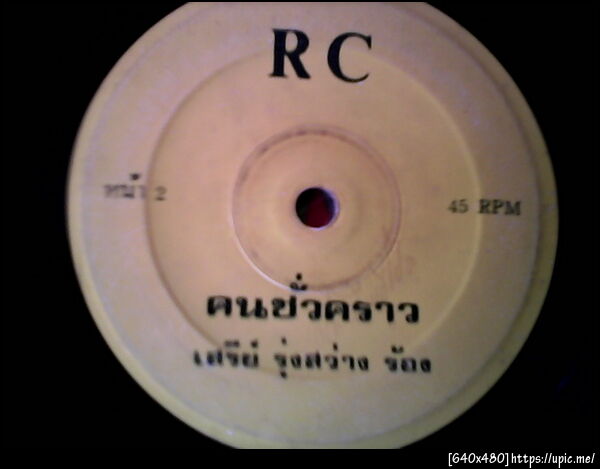 RC
หน้า 2
45 RPM
คนชั่วคราว
เสรีย์ รุ่งสว่าง ร้อง
[640x480]https://upic.me/